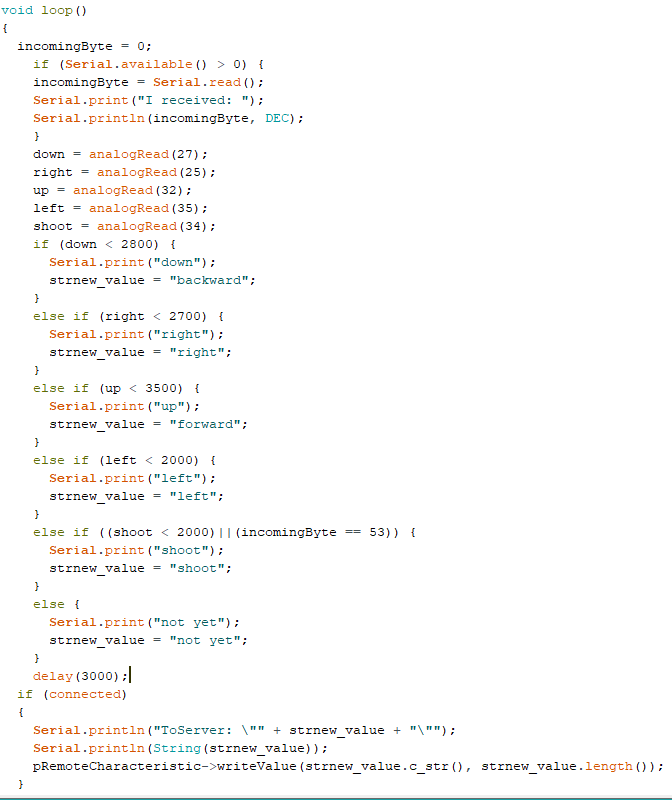 void loop()
{
  incomingByte = 0;
    if (Serial.available() > 0) {
    incomingByte = Serial.read();
    Serial.print("I received: ");
    Serial.println(incomingByte, DEC);
    }
    down = analogRead(27);
    right = analogRead(25);
    up = analogRead(32);
    left = analogRead(35);
    shoot = analogRead(34);
    if (down < 2800) {
      Serial.print("down");
      strnew_value = "backward";
    }
    else if (right < 2700) {
      Serial.print("right");
      strnew_value = "right";
    }
    else if (up < 3500) {
      Serial.print("up");
      strnew_value = "forward";
    }
    else if (left < 2000) {
      Serial.print("left");
      strnew_value = "left";
    }
    else if ((shoot < 2000)||(incomingByte == 53)) {
      Serial.print("shoot");
      strnew_value = "shoot";
    }
    else {
      Serial.print("not yet");
      strnew_value = "not yet";
    }
    delay(3000);
  if (connected)
  {
    Serial.println("ToServer: \"" + strnew_value + "\"");
    Serial.println(String(strnew_value));
    pRemoteCharacteristic->writeValue(strnew_value.c_str(), strnew_value.length());
  }